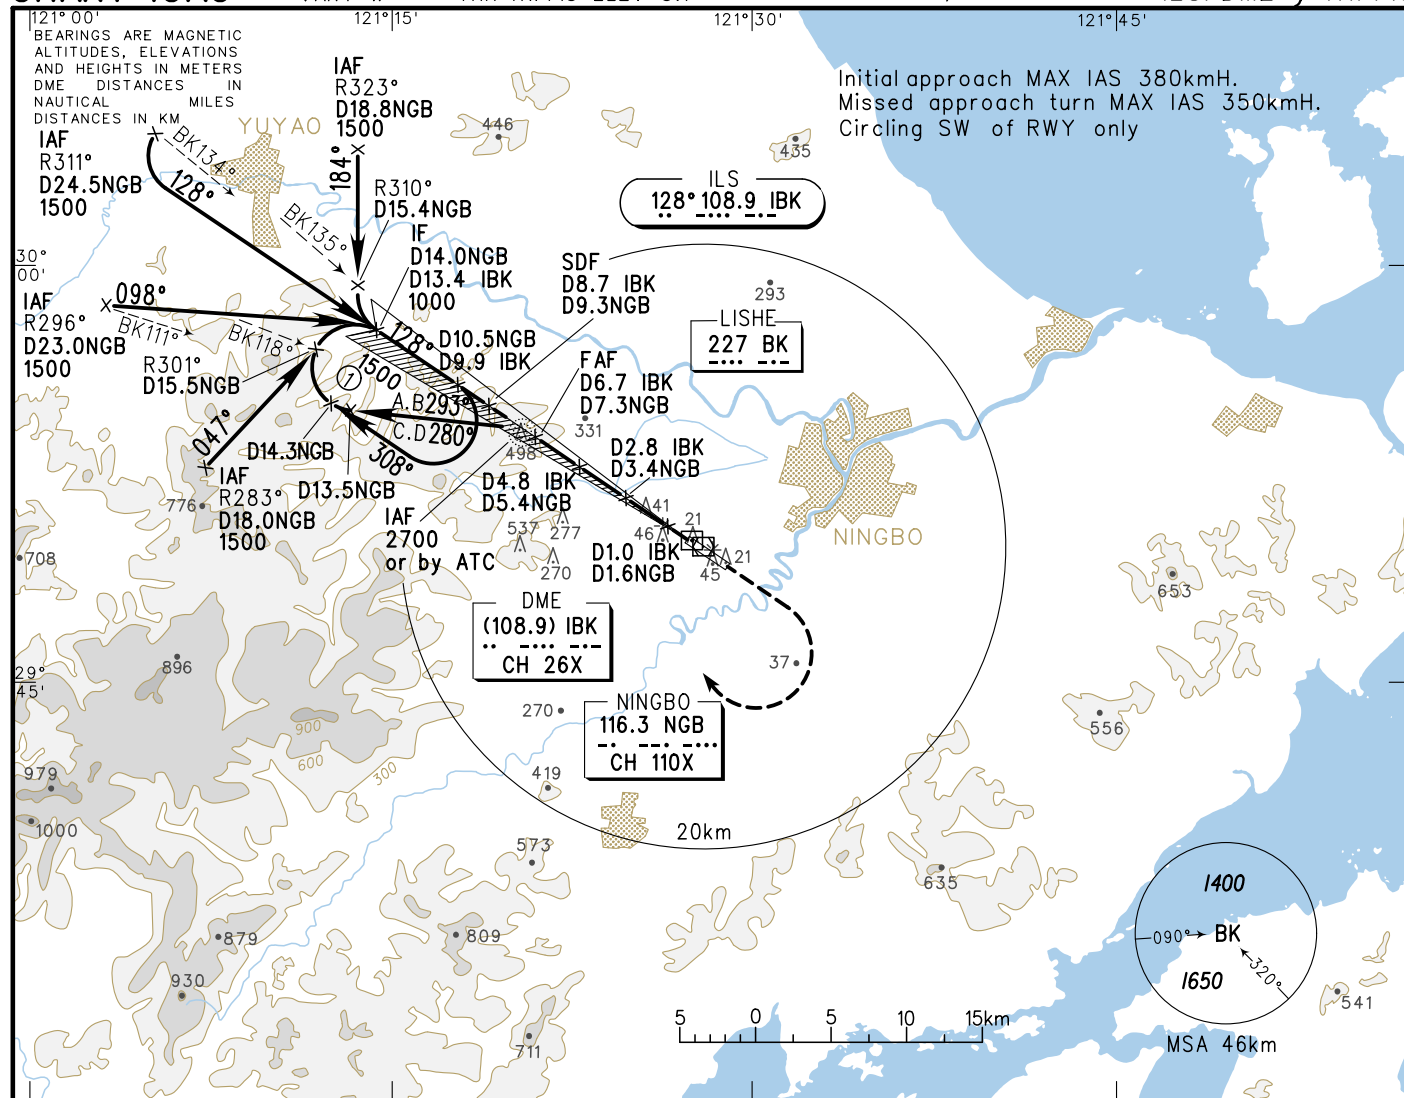 121° 00'
121°15'
121°30'
121°45'
BEARINGS ARE MAGNETIC
ALTITUDES, ELEVATIONS
AND HEIGHTS IN METERS
DME DISTANCES IN
NAUTICAL MILES
DISTANCES IN KM
Initial approach MAX IAS 380kmH.
Missed approach turn MAX IAS 350kmH.
Circling SW of RWY only
IAF
R323°
D18.8NGB
1500
184°
YUYAO
IAF
R311°
D24.5NGB
1500
BK134°
128°
446
435
ILS
128° 108.9 IBK
R310°
D15.4NGB
BK135°
IF
D14.0NGB
D13.4 IBK
1000
30°
00'
SDF
D8.7 IBK
D9.3NGB
293
LISHE
227 BK
IAF
R296°
D23.0NGB
1500
098°
BK111°
BK118°
R301°
D15.5NGB
128°
D10.5NGB
D9.9 IBK
1500
1
FAF
D6.7 IBK
D7.3NGB
331
A.B 293°
C.D 280°
308°
498
047°
D14.3NGB
D13.5NGB
IAF
R283°
D18.0NGB
1500
776
708
D2.8 IBK
D3.4NGB
D4.8 IBK
D5.4NGB
IAF
2700
or by ATC
537
277
270
41
21
46
45
21
D1.0 IBK
D1.6NGB
NINGBO
653
DME
(108.9) IBK
CH 26X
896
29°
45'
37
NINGBO
116.3 NGB
CH 110X
270
556
900
600
300
979
419
1000
20km
573
635
879
809
930
711
1400
090°
BK
320°
1650
541
MSA 46km
5 0 5 10 15km